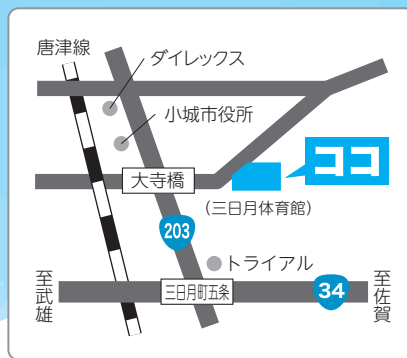 唐津線
ダイレックス
小城市役所
大寺橋
ココ
(三日月体育館)
203
トライアル
三日月町五条
34
至武雄
至佐賀